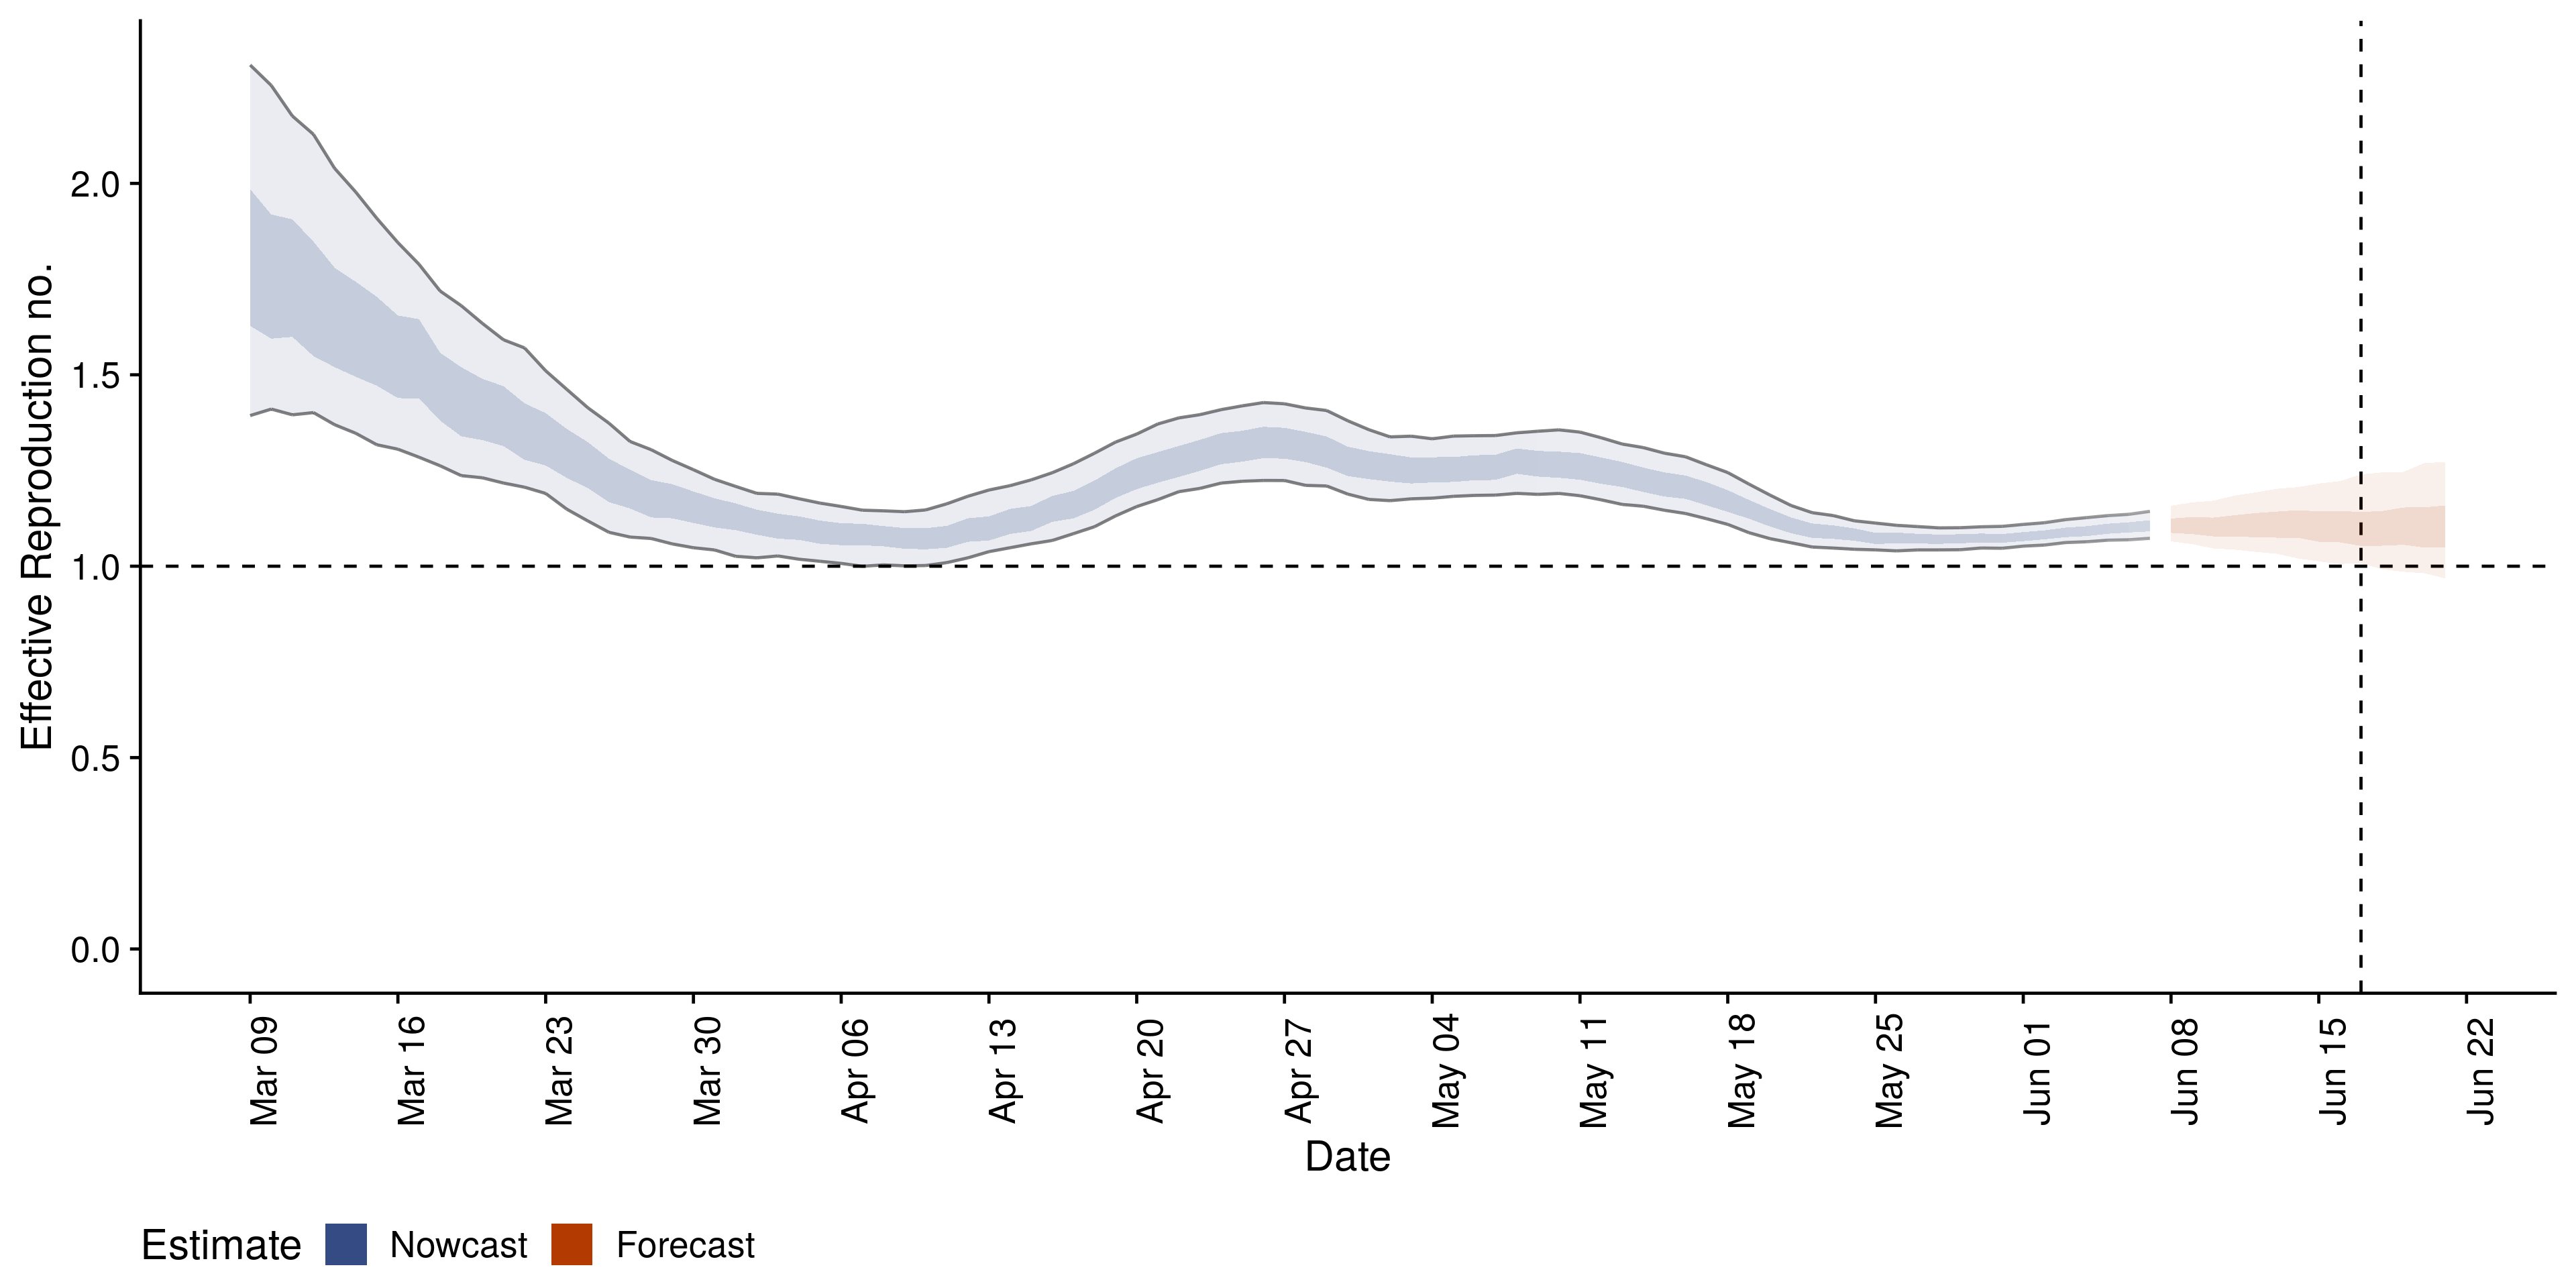 Effective Reproduction no.
2.0
1.5
1.0
0.5
0.0
Mar 09
Mar 16
Mar 23
Mar 30
Apr 06
Apr 13
Apr 20
Apr 27
May 04
May 11
May 18
May 25
Jun 01
Jun 08
Jun 15
Jun 22
Date
Estimate Nowcast Forecast